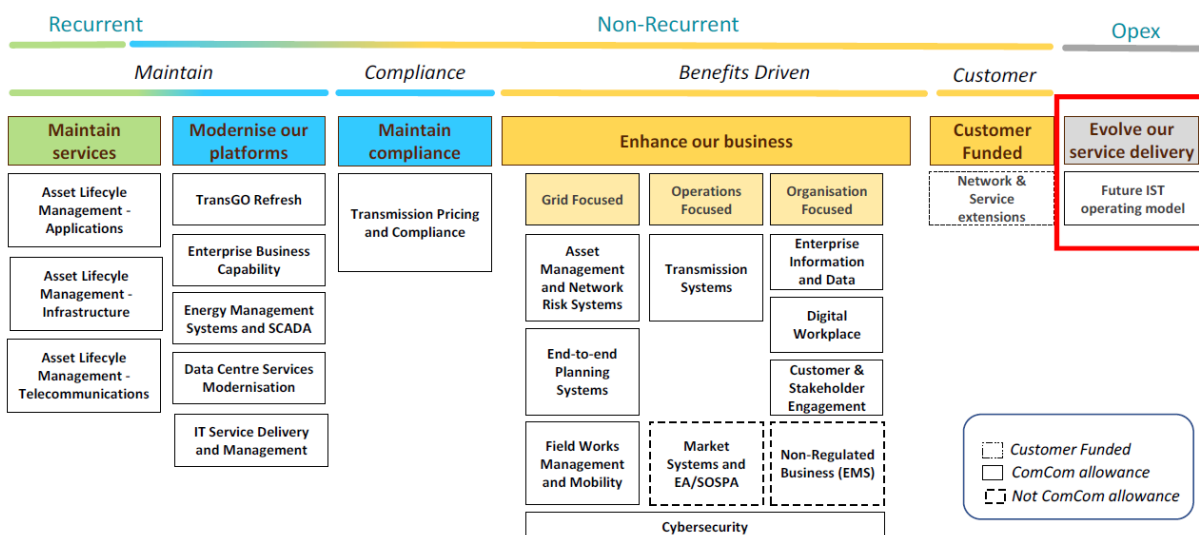 Recurrent
Non-Recurrent
Opex
Maintain
Compliance
Benefits Driven
Customer
Maintain
services
Modernise our
platforms
Maintain
compliance
Enhance our business
Customer
Funded
Evolve our
service delivery
Asset Lifecyle
Management -
Applications
Asset Lifecyle
Management -
Infrastructure
Asset Lifecyle
Management -
Telecommunications
TransGO Refresh
Enterprise Business
Capability
Energy Management
Systems and SCADA
Data Centre Services
Modernisation
IT Service Delivery
and Management
Transmission Pricing
and Compliance
Grid Focused
Asset
Management
and Network
Risk Systems
End-to-end
Planning
Systems
Field Works
Management
and Mobility
Operations
Focused
Transmission
Systems
Market
Systems and
EA/SOSPA
Organisation
Focused
Enterprise
Information
and Data
Digital
Workplace
Customer &
Stakeholder
Engagement
Non-Regulated
Business (EMS)
Cybersecurity
Network &
Service
extensions
Future IST
operating model
Customer Funded
ComCom allowance
Not ComCom allowance